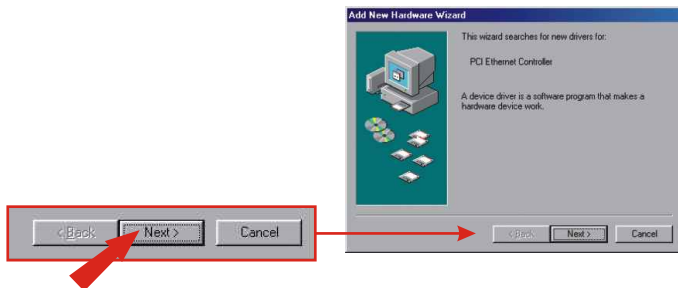 Add New Hardware Wizard
This wizard searches for new drivers for:
PCI Ethernet Controller
A device driver is a software program that makes a
hardware device work.
< Back Next > Cancel
< Back Next > Cancel